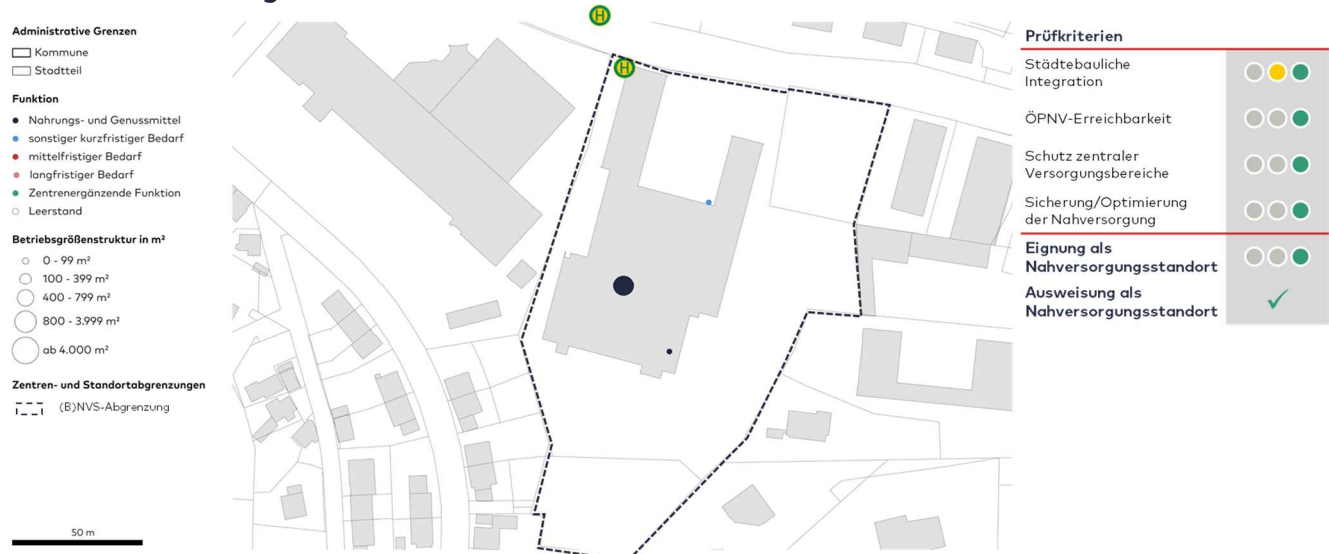 Administrative Grenzen
Kommune
Stadtteil
Funktion
Nahrungs- und Genussmittel
sonstiger kurzfristiger Bedarf
mittelfristiger Bedarf
langfristiger Bedarf
Zentrenergänzende Funktion
Leerstand
Betriebsgrößenstruktur in m²
0 - 99 m²
100 - 399 m²
400 - 799 m²
800 - 3.999 m²
ab 4.000 m²
Zentren- und Standortabgrenzungen
(B)NVS-Abgrenzung
50 m
H
H
Prüfkriterien
Städtebauliche
Integration
ÖPNV-Erreichbarkeit
Schutz zentraler
Versorgungsbereiche
Sicherung/Optimierung
der Nahversorgung
Eignung als
Nahversorgungsstandort
Ausweisung als
Nahversorgungsstandort